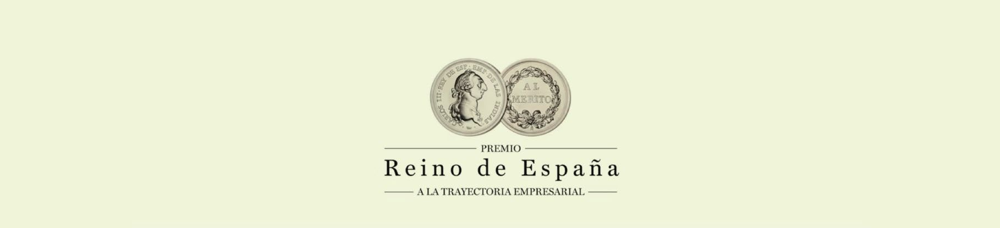 CARLOS III · REY DE ESP · EMP · DE LAS INDIAS
AL
MERITO
PREMIO
Reino de España
A LA TRAYECTORIA EMPRESARIAL